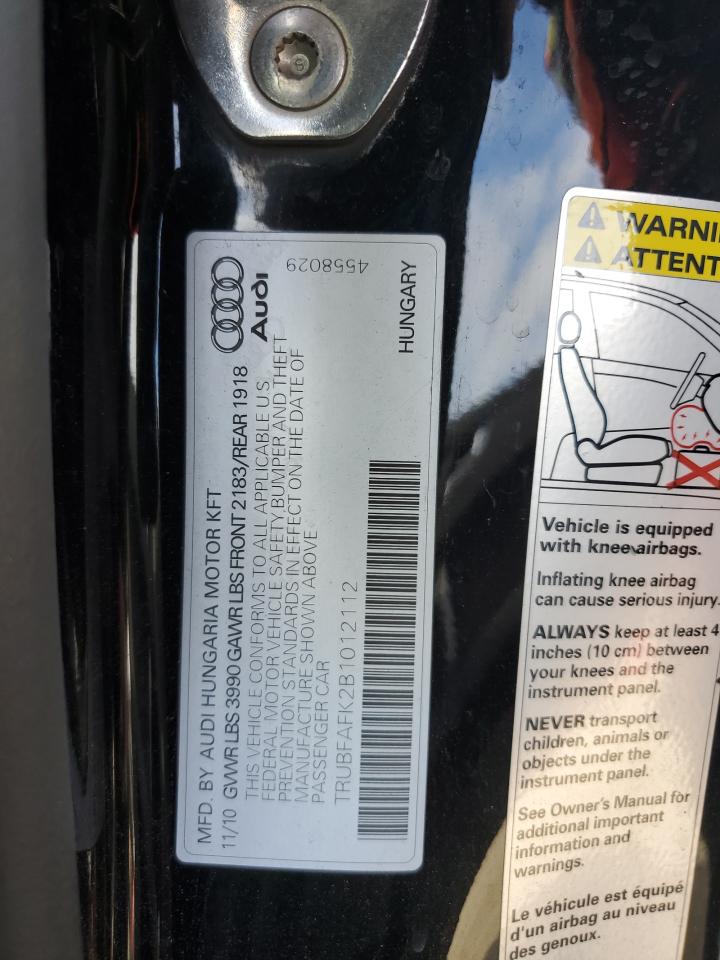 MFD. BY AUDI HUNGARIA MOTOR KFT
11/10 GVWR LBS 3990 GAWR LBS FRONT 2183/REAR 1918
THIS VEHICLE CONFORMS TO ALL APPLICABLE U.S.
FEDERAL MOTOR VEHICLE SAFETY,BUMPER AND THEFT
PREVENTION STANDARDS IN EFFECT ON THE DATE OF
MANUFACTURE SHOWN ABOVE
PASSENGER CAR
TRUBFAFK2B1012112
Audi
4558029
HUNGARY
WARNI
ATTENT
Vehicle is equipped
with knee airbags.
Inflating knee airbag
can cause serious injury.
ALWAYS keep at least 4
inches (10 cm) between
your knees and the
instrument panel.
NEVER transport
children, animals or
objects under the
instrument panel.
See Owner's Manual for
additional important
information and
warnings.
Le véhicule est équipé
d'un airbag au niveau
des genoux.